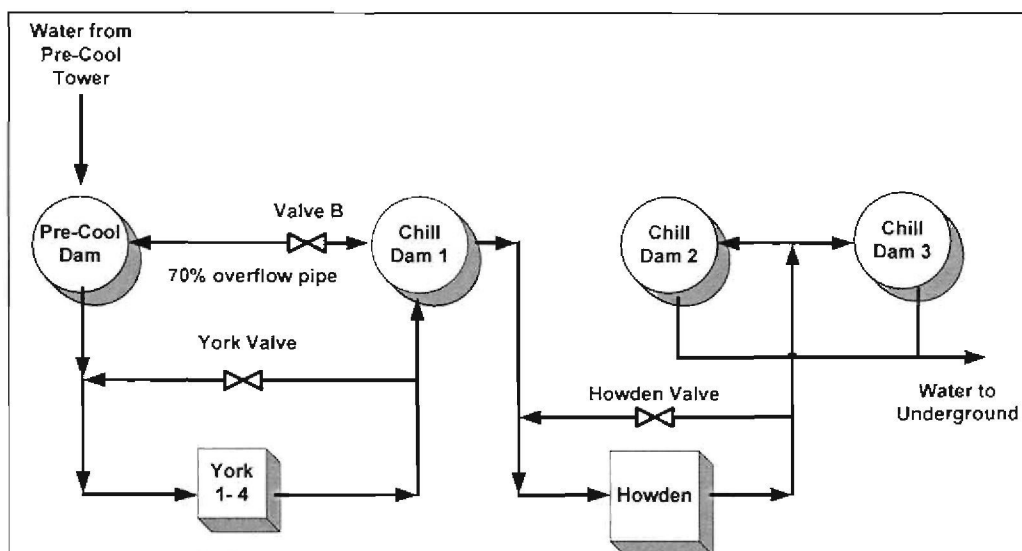 Water from
Pre-Cool
Tower
Pre-Cool
Dam
Valve B
70% overflow pipe
Chill
Dam 1
Chill
Dam 2
Chill
Dam 3
York Valve
Howden Valve
Water to
Underground
York
1- 4
Howden